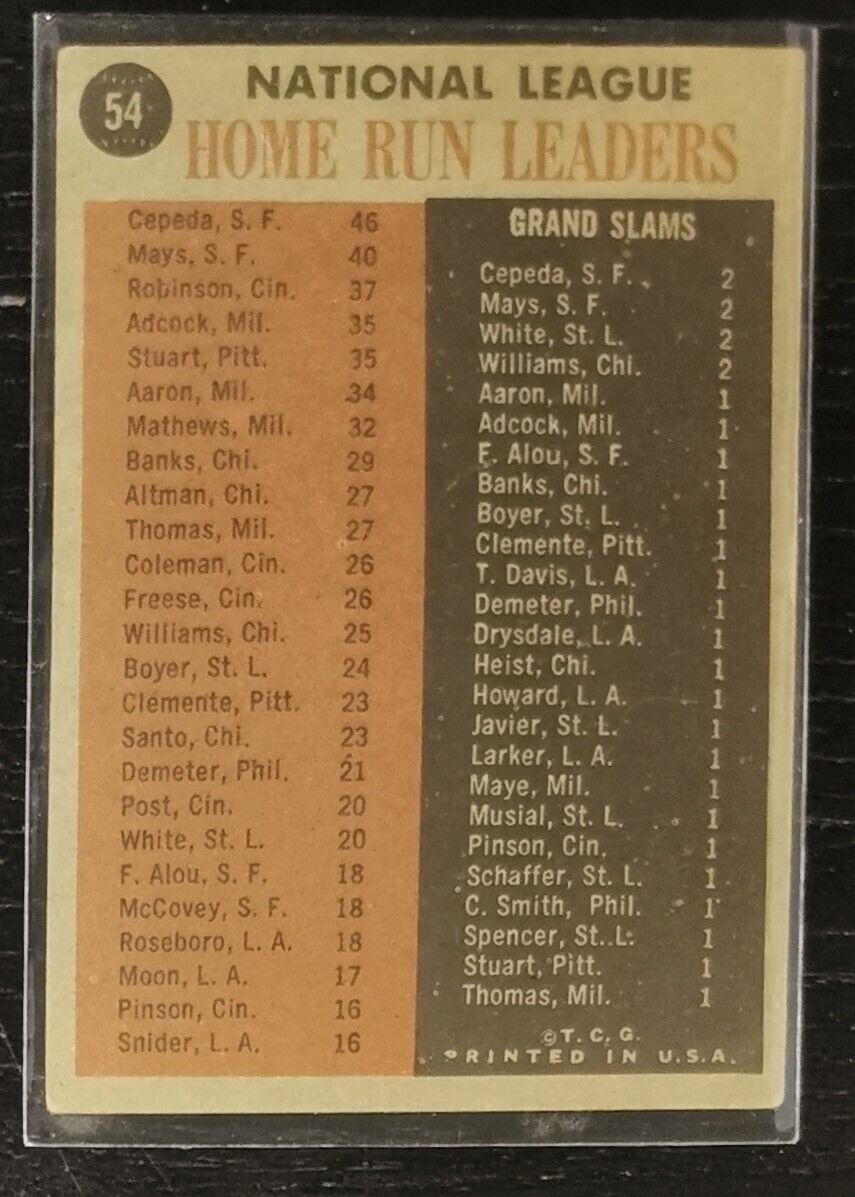 54
NATIONAL LEAGUE
HOME RUN LEADERS
Cepeda, S. F. 46
Mays, S. F. 40
Robinson, Cin. 37
Adcock, Mil. 35
Stuart, Pitt. 35
Aaron, Mil. 34
Mathews, Mil. 32
Banks, Chi. 29
Altman, Chi. 27
Thomas, Mil. 27
Coleman, Cin. 26
Freese, Cin. 26
Williams, Chi. 25
Boyer, St. L. 24
Clemente, Pitt. 23
Santo, Chi. 23
Demeter, Phil. 21
Post, Cin. 20
White, St. L. 20
F. Alou, S. F. 18
McCovey, S. F. 18
Roseboro, L. A. 18
Moon, L. A. 17
Pinson, Cin. 16
Snider, L. A. 16
GRAND SLAMS
Cepeda, S. F. 2
Mays, S. F. 2
White, St. L. 2
Williams, Chi. 2
Aaron, Mil. 1
Adcock, Mil. 1
F. Alou, S. F. 1
Banks, Chi. 1
Boyer, St. L. 1
Clemente, Pitt. 1
T. Davis, L. A. 1
Demeter, Phil. 1
Drysdale, L. A. 1
Heist, Chi. 1
Howard, L. A. 1
Javier, St. L. 1
Larker, L. A. 1
Maye, Mil. 1
Musial, St. L. 1
Pinson, Cin. 1
Schaffer, St. L. 1
C. Smith, Phil. 1
Spencer, St. L. 1
Stuart, Pitt. 1
Thomas, Mil. 1
©T. C. G.
PRINTED IN U.S.A.